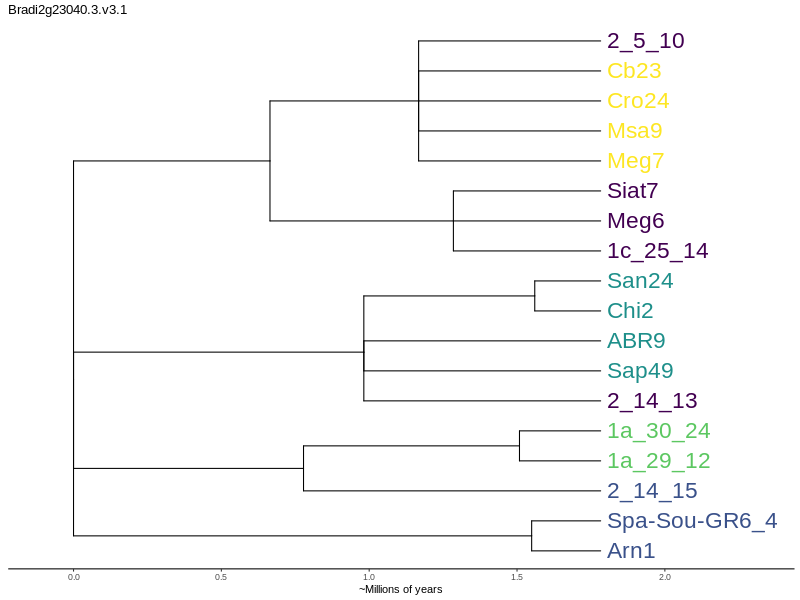 Bradi2g23040.3.v3.1
2_5_10
Cb23
Cro24
Msa9
Meg7
Siat7
Meg6
1c_25_14
San24
Chi2
ABR9
Sap49
2_14_13
1a_30_24
1a_29_12
2_14_15
Spa-Sou-GR6_4
Arn1
0.0 0.5 1.0 1.5 2.0
~Millions of years